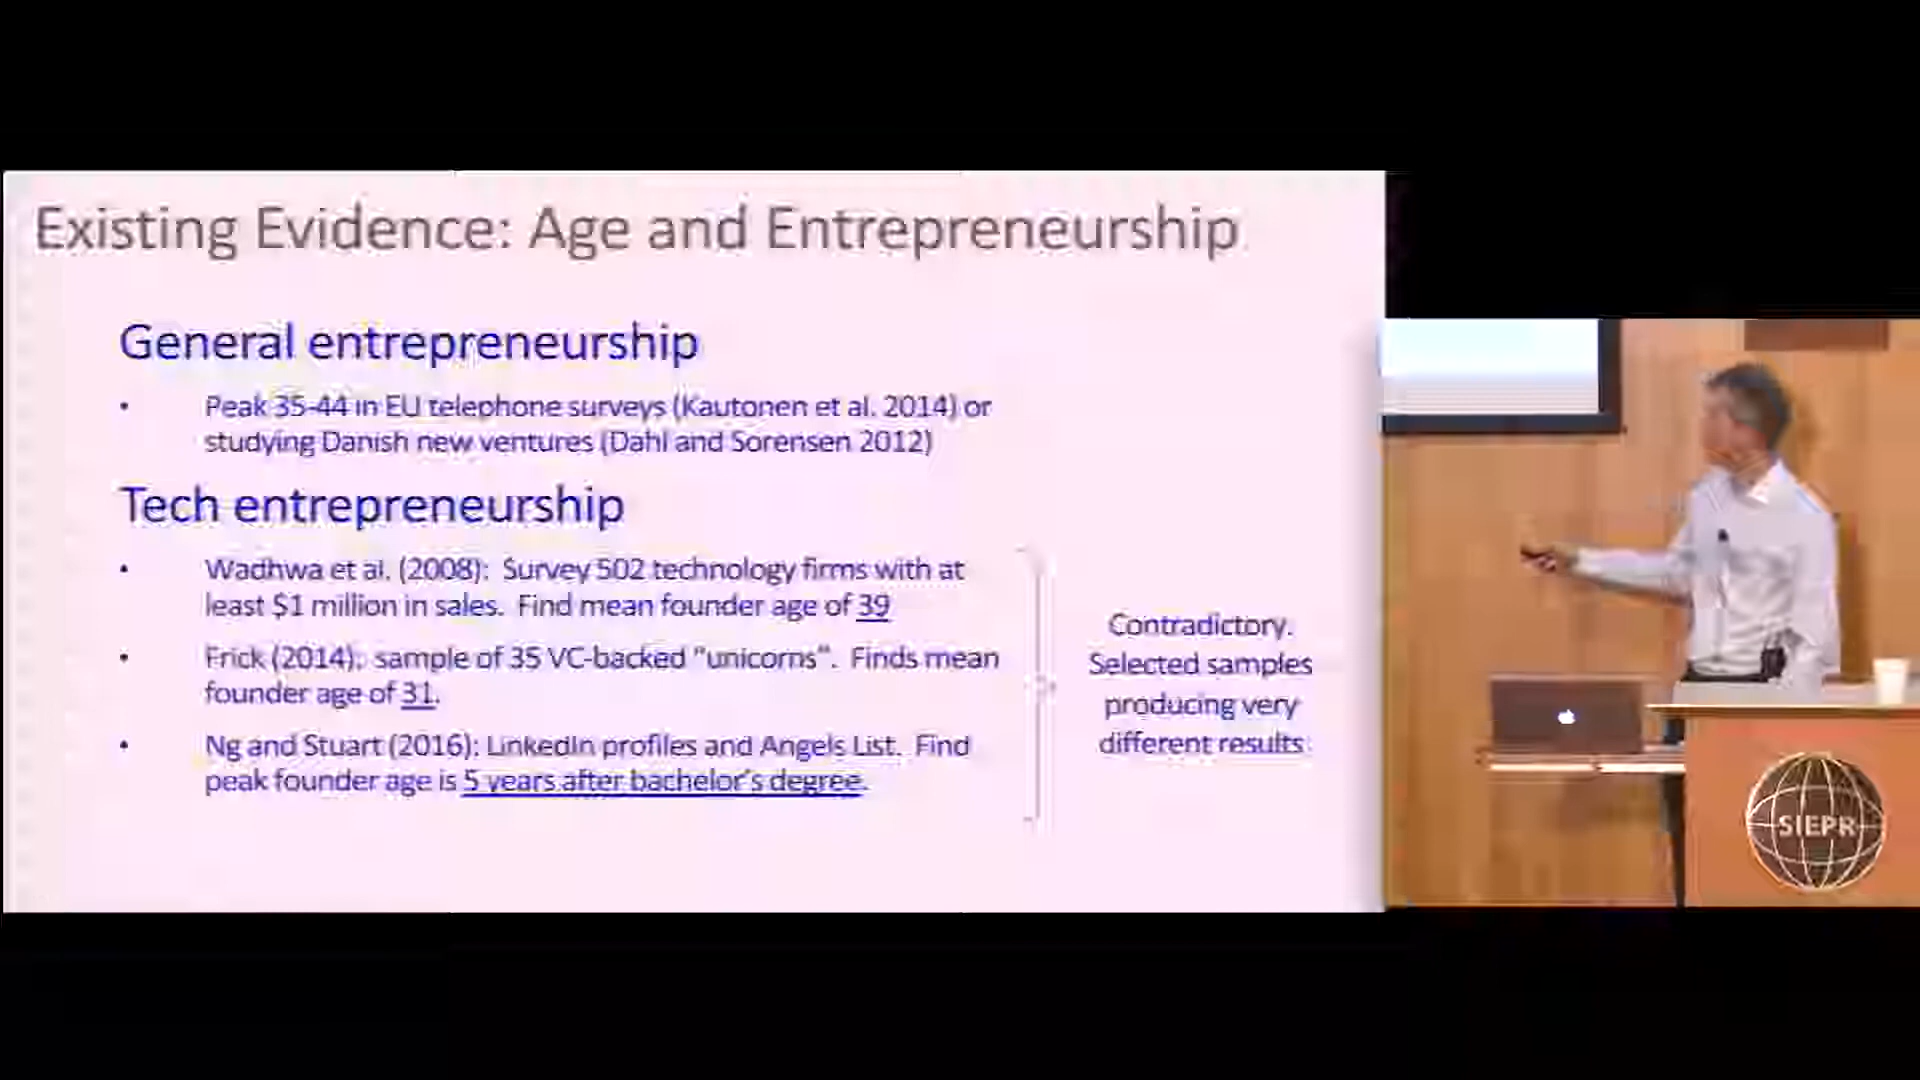 Existing Evidence: Age and Entrepreneurship
General entrepreneurship
• Peak 35-44 in EU telephone surveys (Kautonen et al. 2014) or
studying Danish new ventures (Dahl and Sorensen 2012)
Tech entrepreneurship
• Wadhwa et al. (2008): Survey 502 technology firms with at
least $1 million in sales. Find mean founder age of 39
• Frick (2014): sample of 35 VC-backed "unicorns". Finds mean
founder age of 31.
• Ng and Stuart (2016): LinkedIn profiles and Angels List. Find
peak founder age is 5 years after bachelor's degree.
Contradictory.
Selected samples
producing very
different results
SIEPR